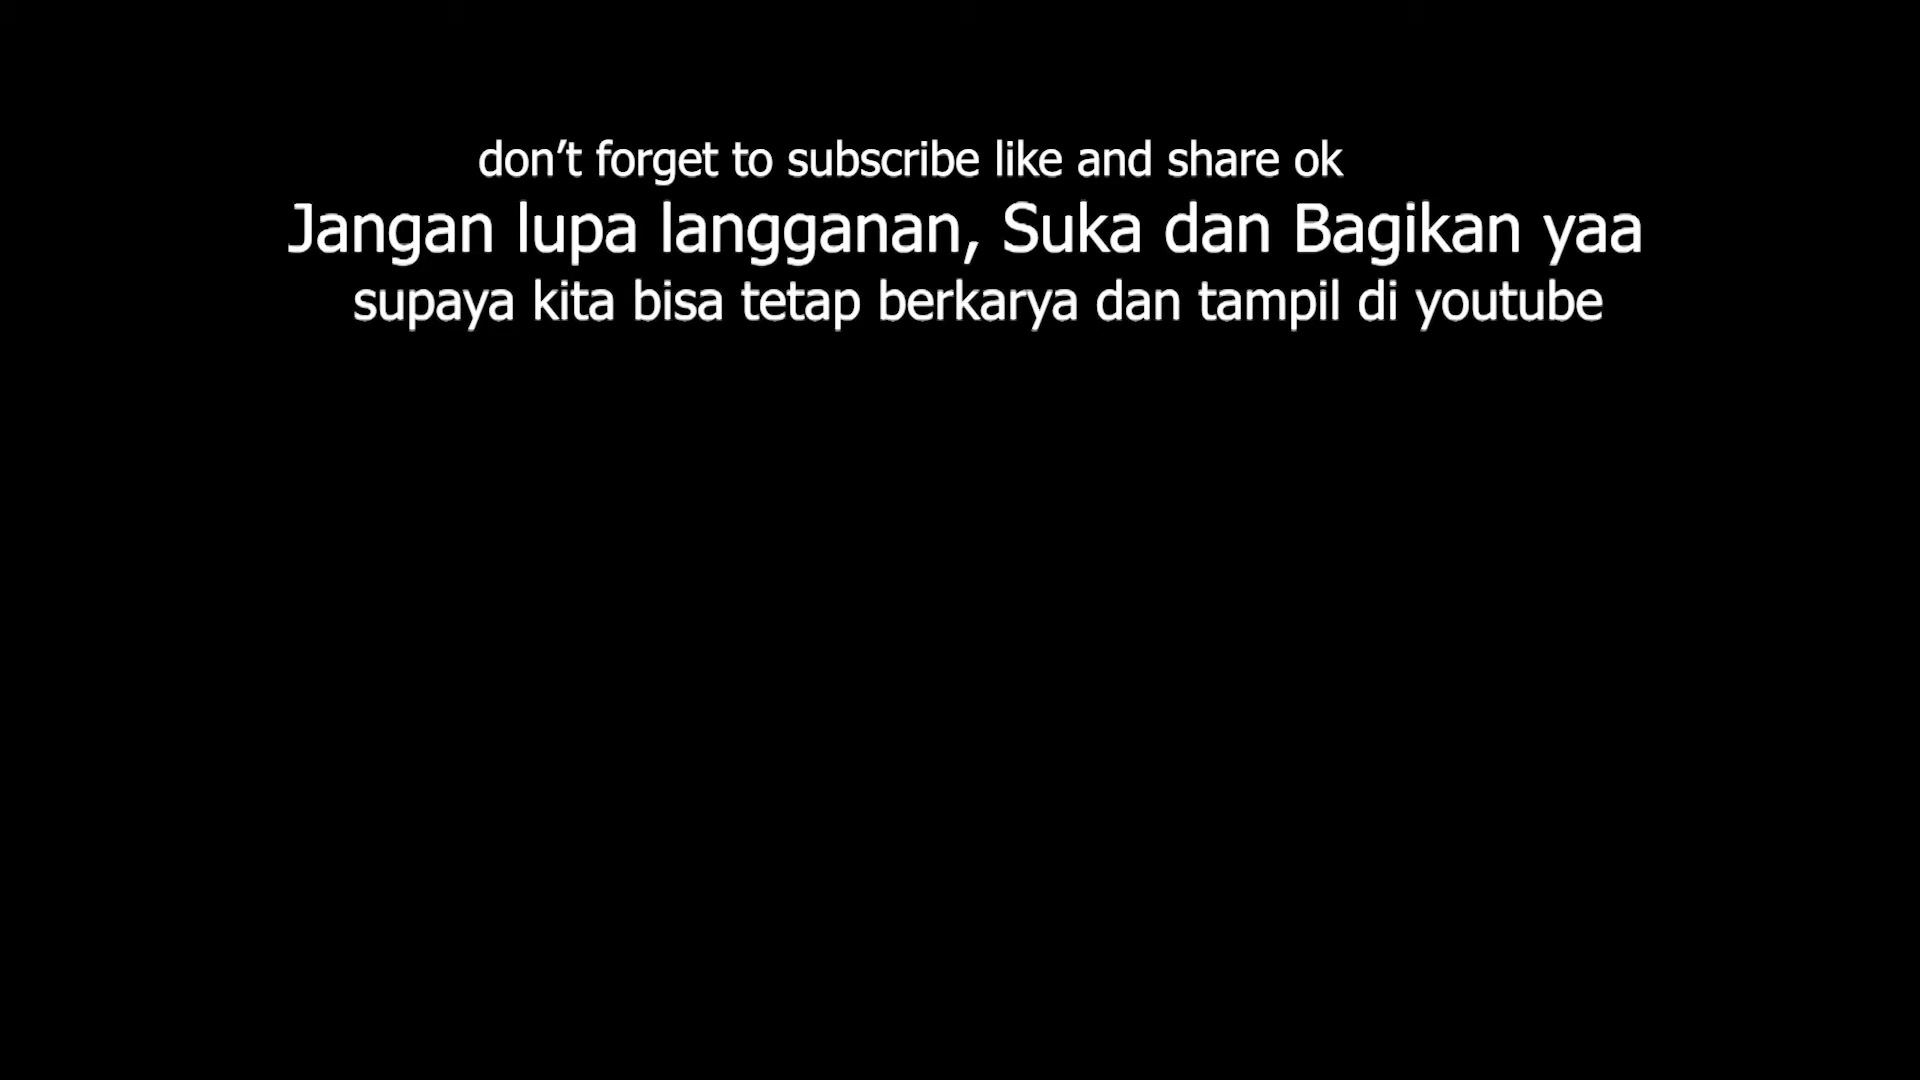 don’t forget to subscribe like and share ok
Jangan lupa langganan, Suka dan Bagikan yaa
supaya kita bisa tetap berkarya dan tampil di youtube